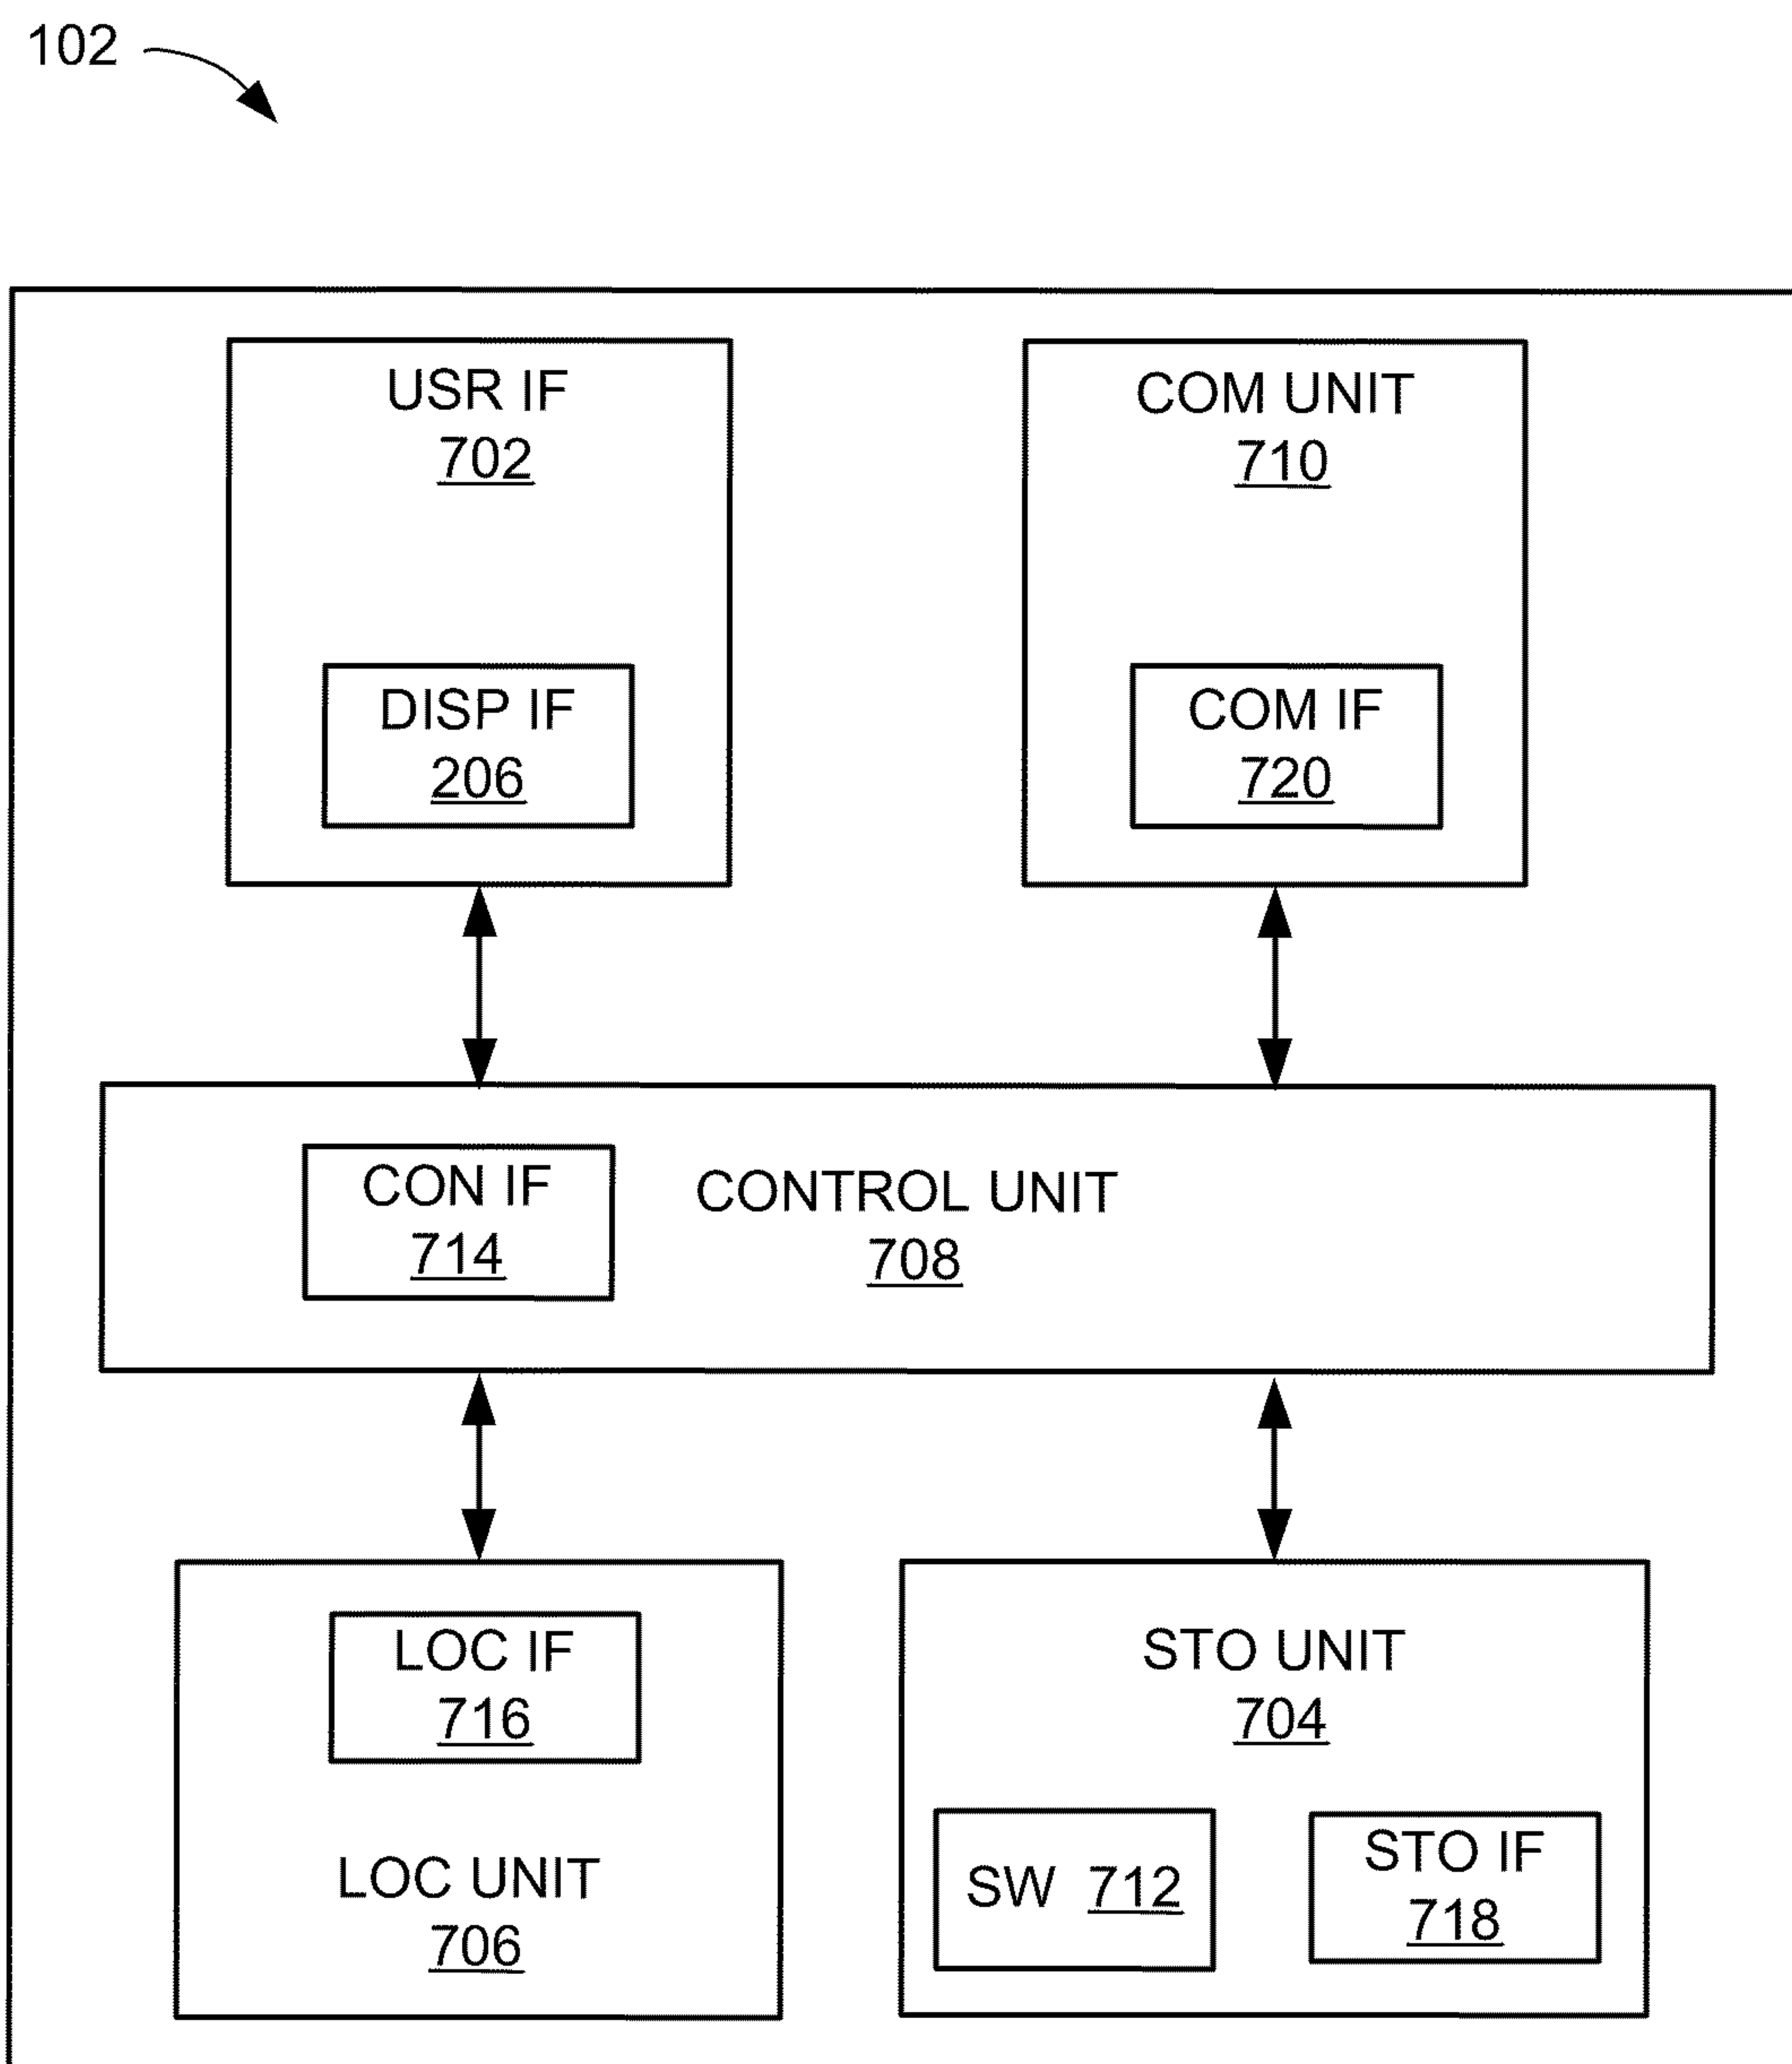 102
USR IF
702
DISP IF
206
COM UNIT
710
COM IF
720
CON IF
714
CONTROL UNIT
708
LOC IF
716
LOC UNIT
706
STO UNIT
704
SW 712
STO IF
718